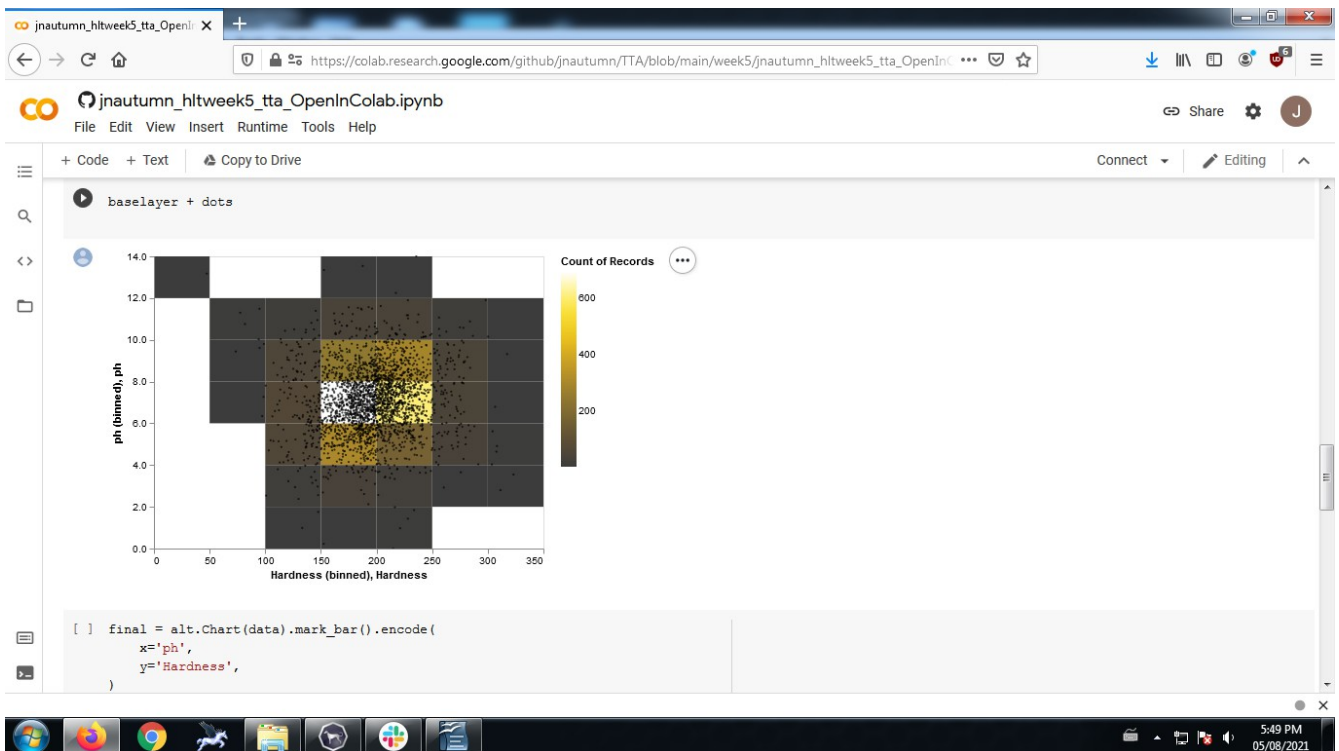 jnautumn_hltweek5_tta_OpenIn
https://colab.research.google.com/github/jnautumn/TTA/blob/main/week5/jnautumn_hltweek5_tta_OpenInC
6
CO
jnautumn_hltweek5_tta_OpenInColab.ipynb
File Edit View Insert Runtime Tools Help
Share
J
+ Code + Text Copy to Drive
Connect
Editing
baselayer + dots
14.0
12.0
10.0
8.0
6.0
4.0
2.0
0.0
ph (binned), ph
0 50 100 150 200 250 300 350
Hardness (binned), Hardness
Count of Records
600
400
200
[ ] final = alt.Chart(data).mark_bar().encode(
x='ph',
y='Hardness',
)
5:49 PM
05/08/2021